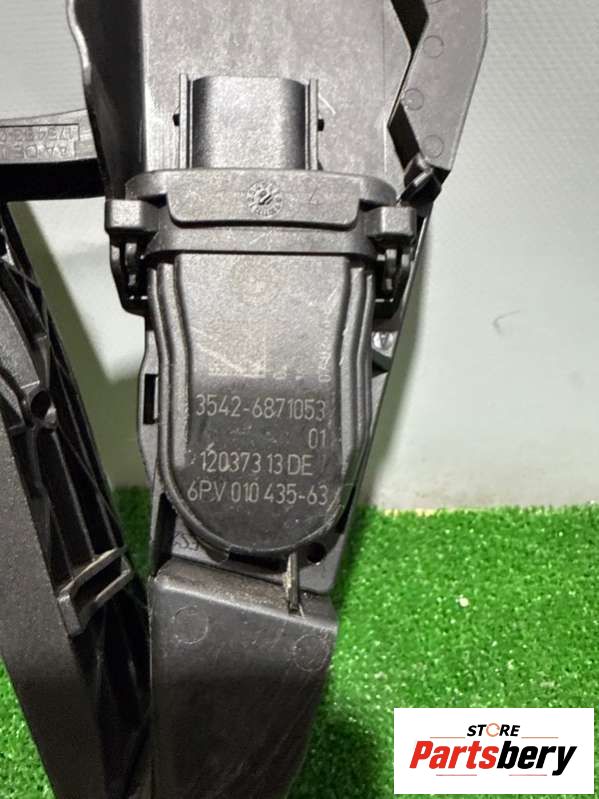 3542-6871053
01
120373 13 DE
6PV 010 435-63
STORE
Partsbery